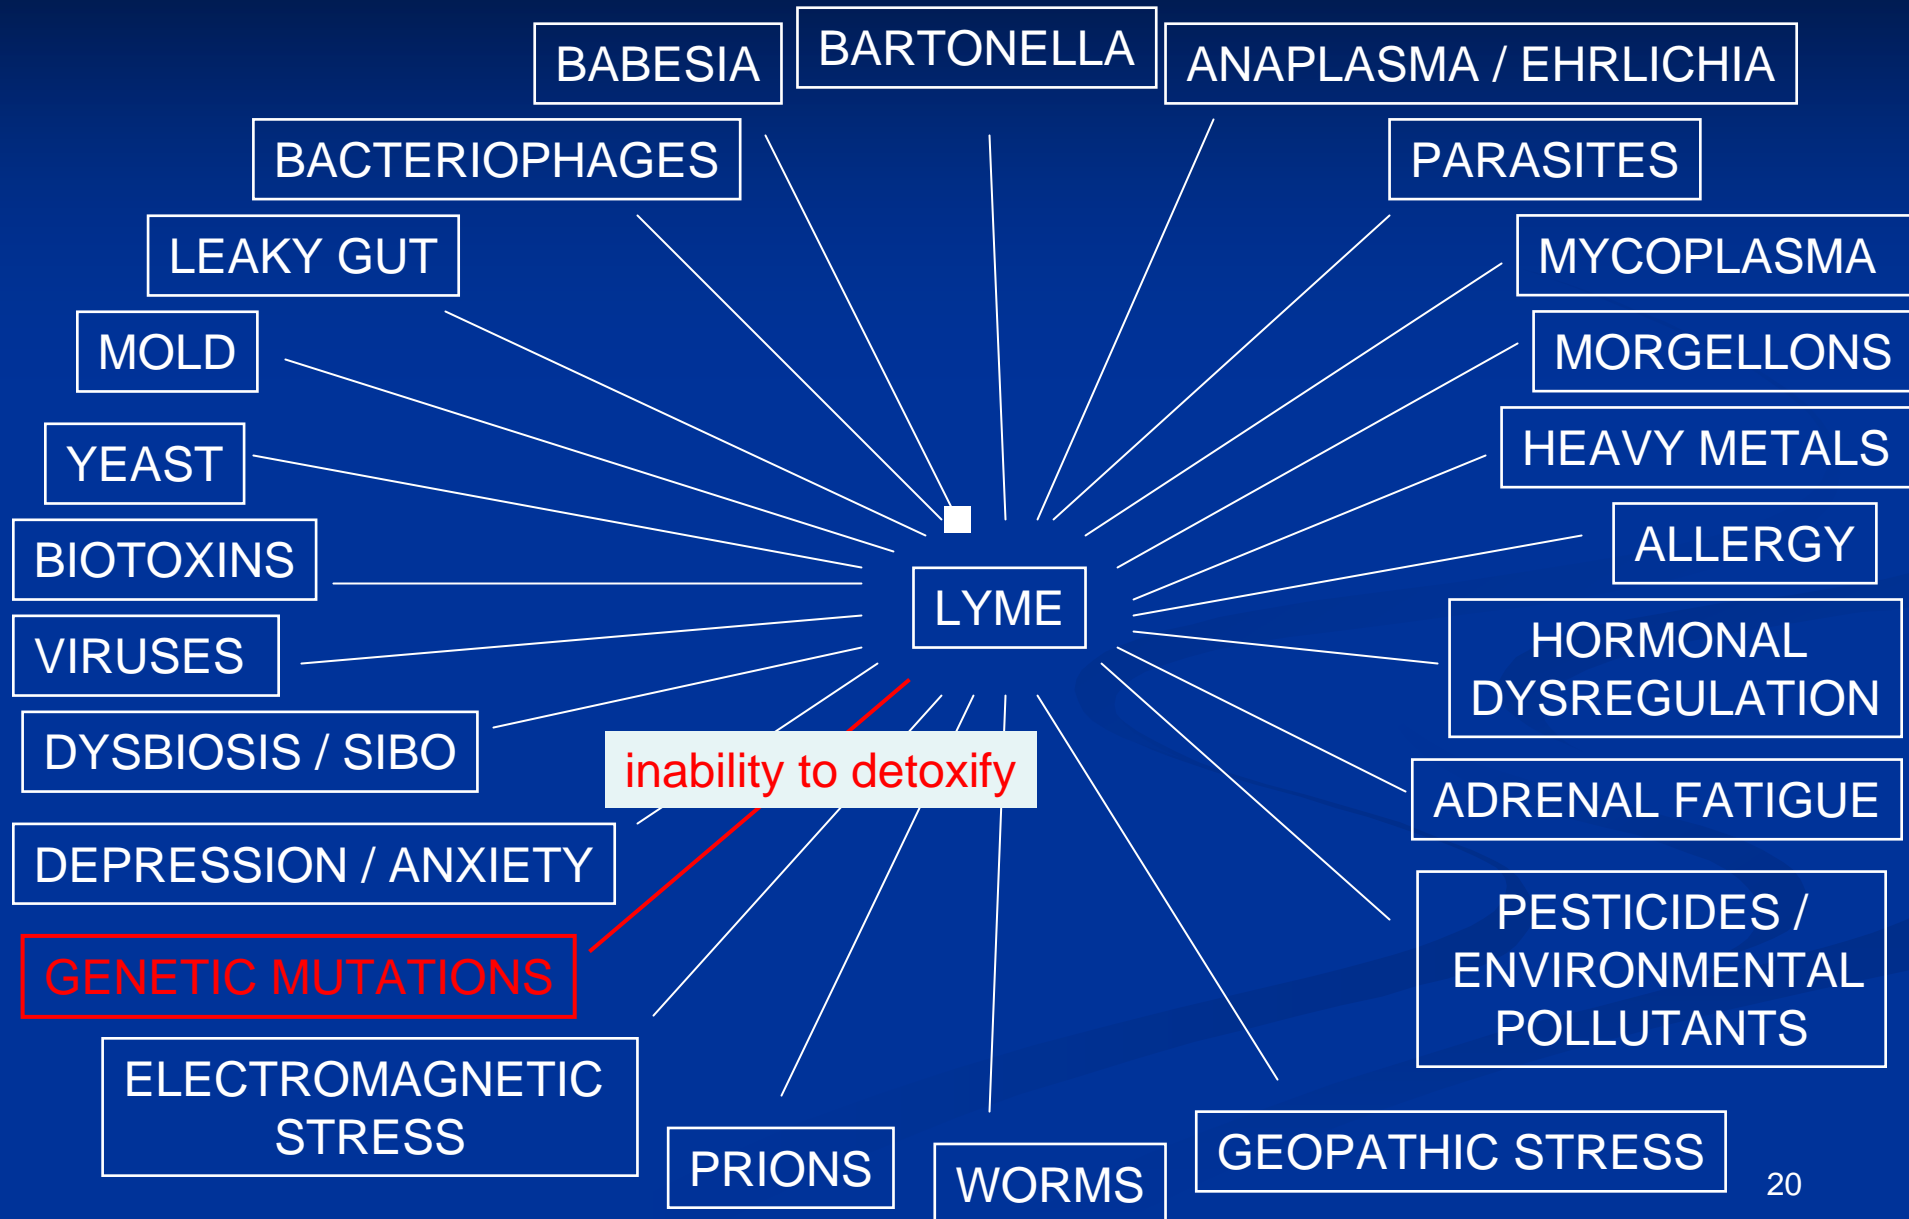 BABESIA
BARTONELLA
ANAPLASMA / EHRLICHIA
BACTERIOPHAGES
PARASITES
LEAKY GUT
MYCOPLASMA
MOLD
MORGELLONS
YEAST
HEAVY METALS
BIOTOXINS
ALLERGY
LYME
VIRUSES
HORMONAL
DYSREGULATION
DYSBIOSIS / SIBO
inability to detoxify
ADRENAL FATIGUE
DEPRESSION / ANXIETY
PESTICIDES /
ENVIRONMENTAL
POLLUTANTS
GENETIC MUTATIONS
ELECTROMAGNETIC
STRESS
PRIONS
WORMS
GEOPATHIC STRESS
20